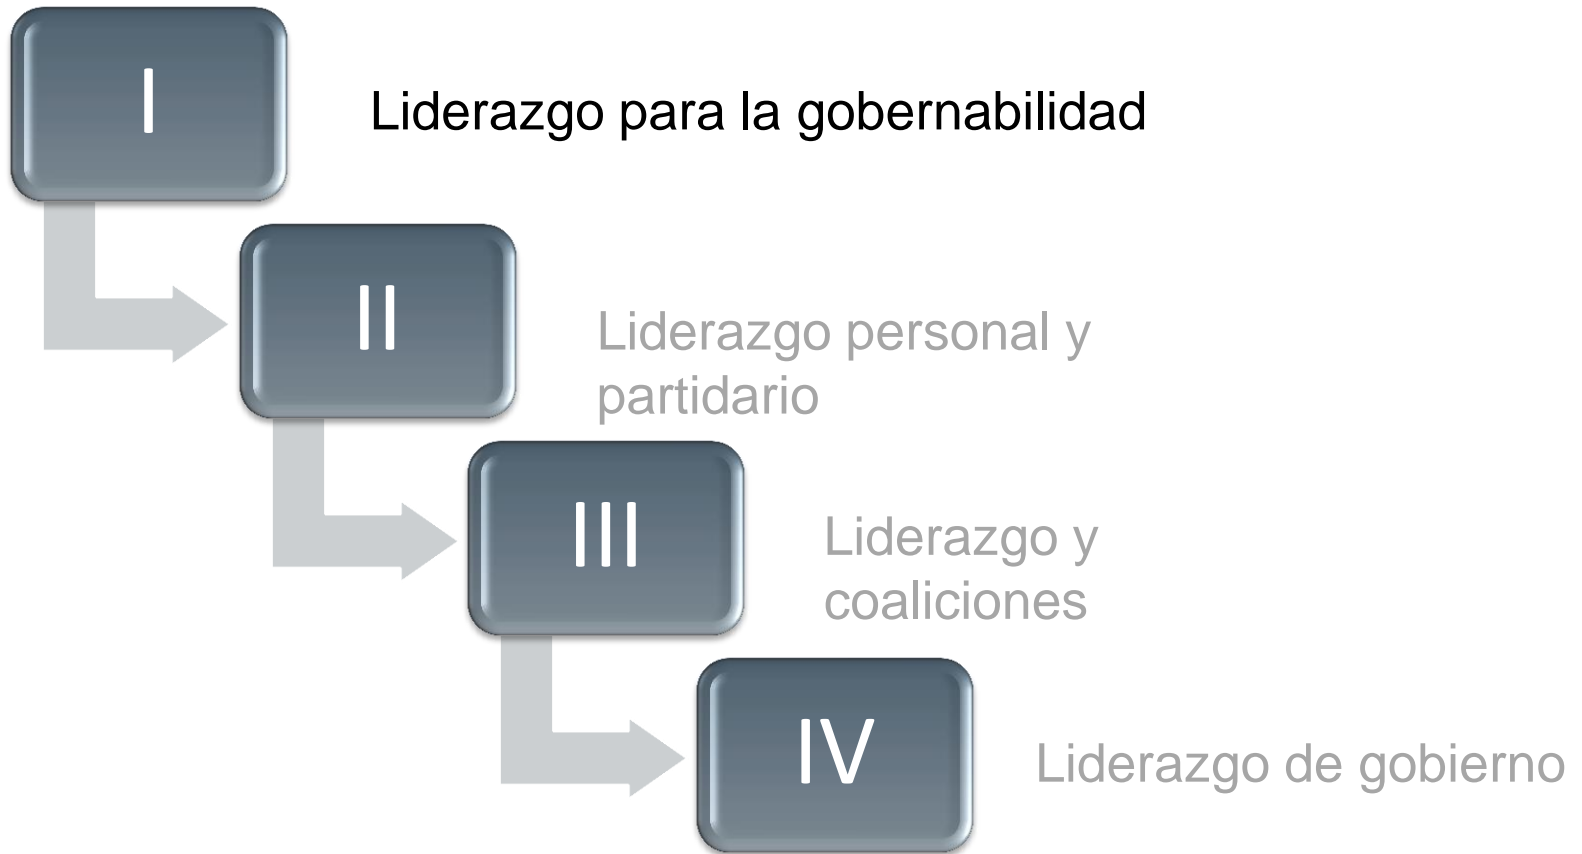 I
Liderazgo para la gobernabilidad
II
Liderazgo personal y
partidario
III
Liderazgo y
coaliciones
IV
Liderazgo de gobierno